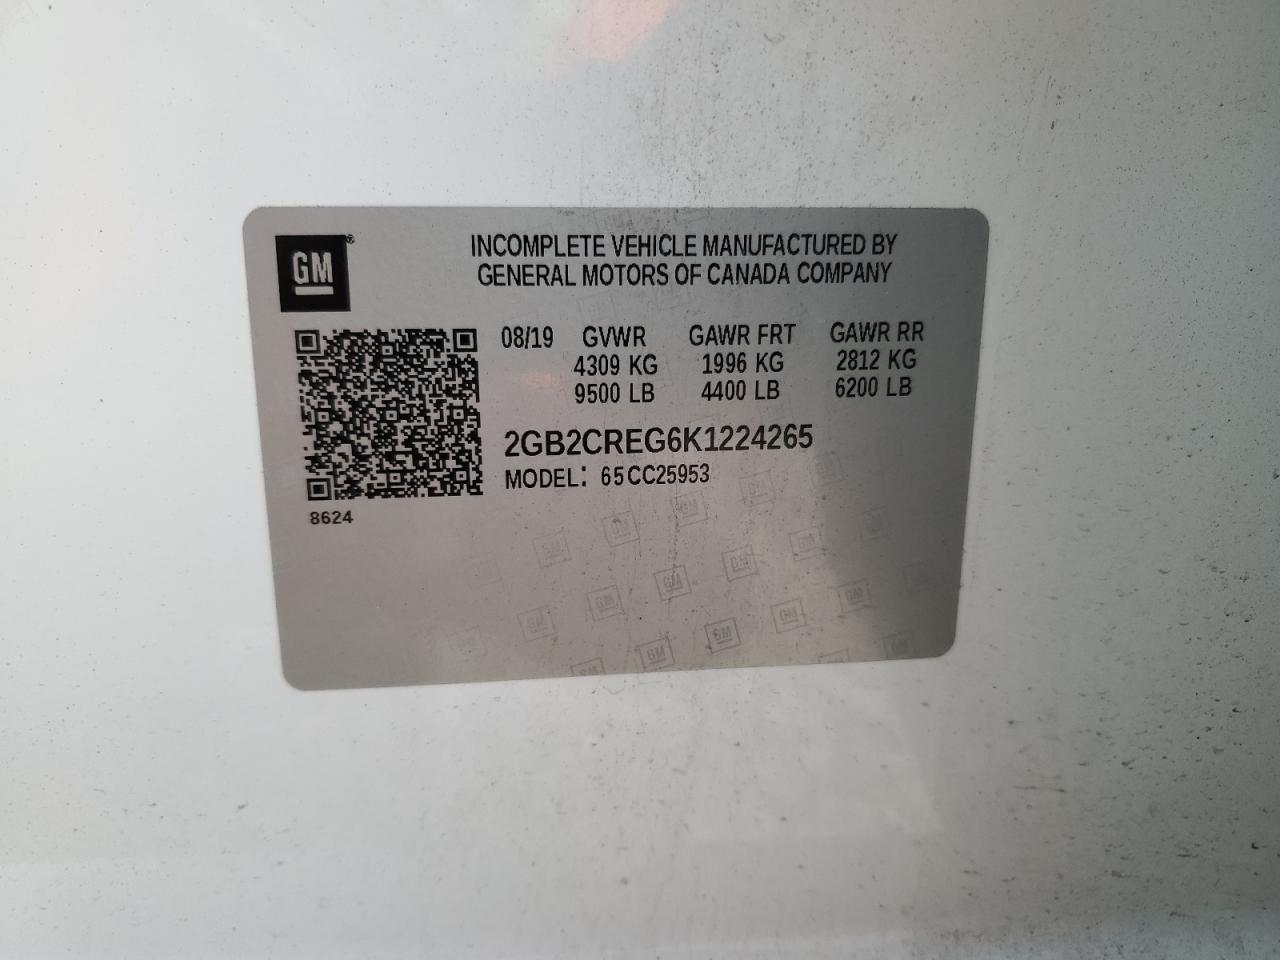 GM®
INCOMPLETE VEHICLE MANUFACTURED BY
GENERAL MOTORS OF CANADA COMPANY
08/19 GVWR GAWR FRT GAWR RR
4309 KG 1996 KG 2812 KG
9500 LB 4400 LB 6200 LB
2GB2CREG6K1224265
MODEL: 65CC25953
8624